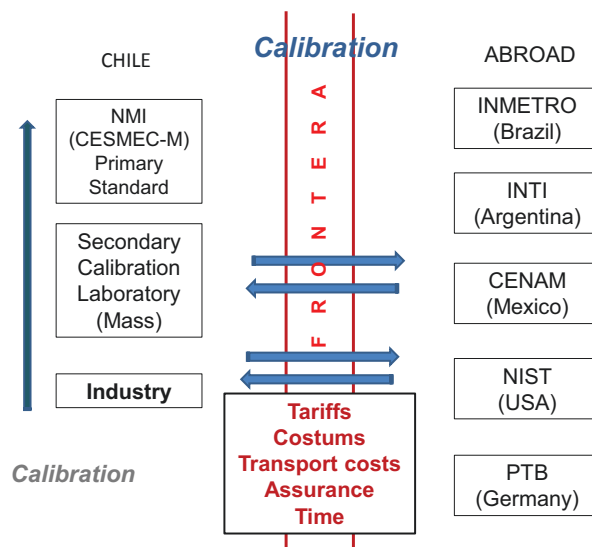 Calibration
CHILE
ABROAD
NMI
(CESMEC-M)
Primary
Standard
Secondary
Calibration
Laboratory
(Mass)
Industry
Calibration
FRONTERA
Tariffs
Costums
Transport costs
Assurance
Time
INMETRO
(Brazil)
INTI
(Argentina)
CENAM
(Mexico)
NIST
(USA)
PTB
(Germany)